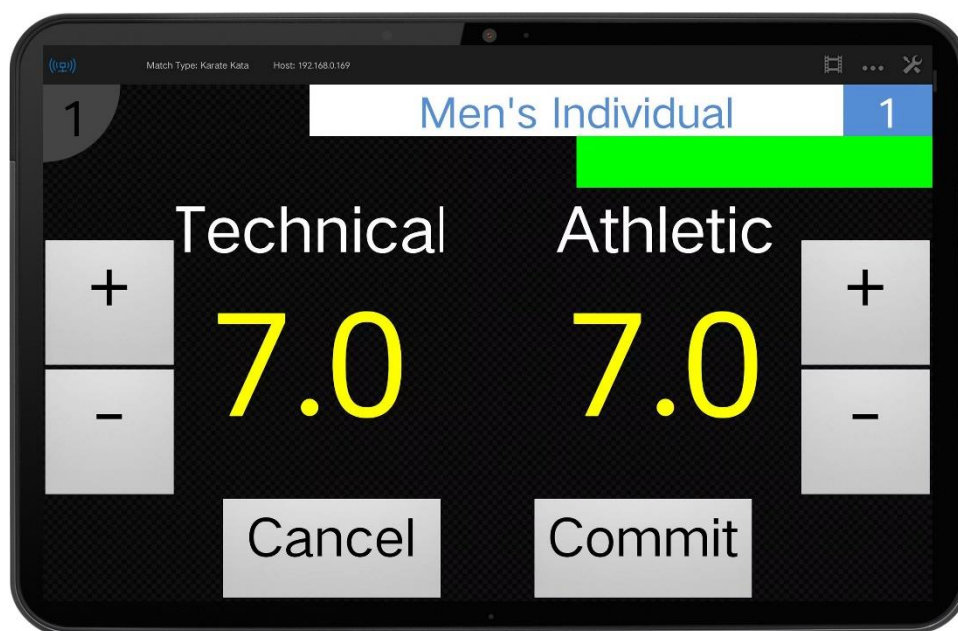 Match Type: Karate Kata Host: 192.168.0.169
1
Men's Individual 1
Technical Athletic
+ +
7.0 7.0
- -
Cancel Commit